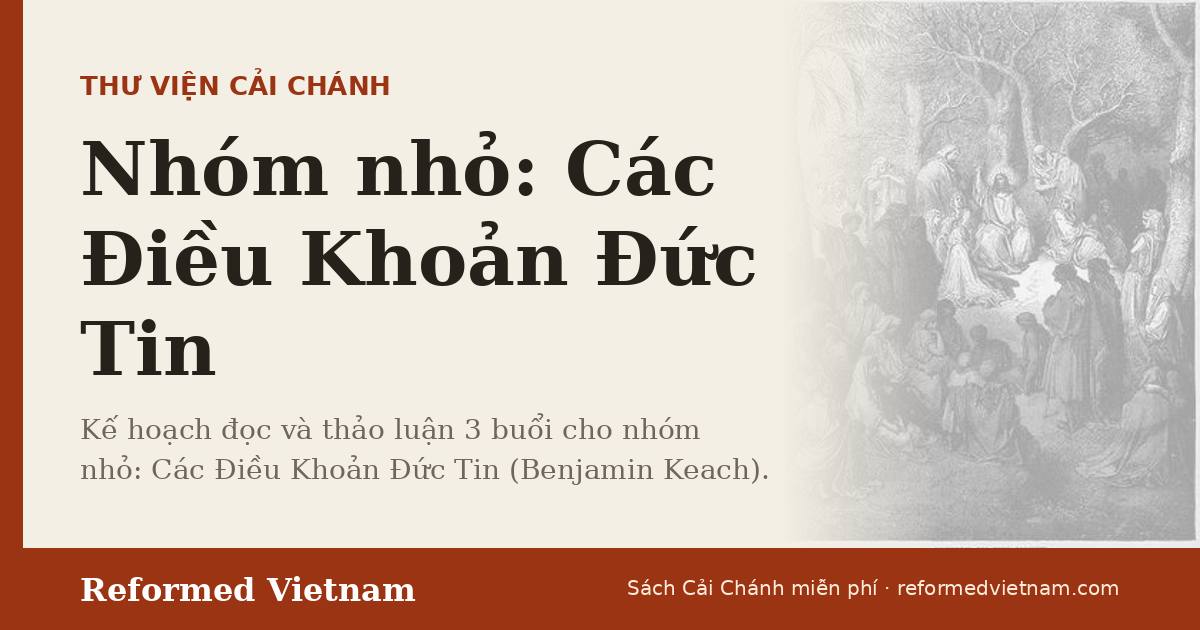 THƯ VIỆN CẢI CHÁNH
Nhóm nhỏ: Các
Điều Khoản Đức
Tin
Kế hoạch đọc và thảo luận 3 buổi cho nhóm
nhỏ: Các Điều Khoản Đức Tin (Benjamin Keach).
Reformed Vietnam
Sách Cải Chánh miễn phí · reformedvietnam.com